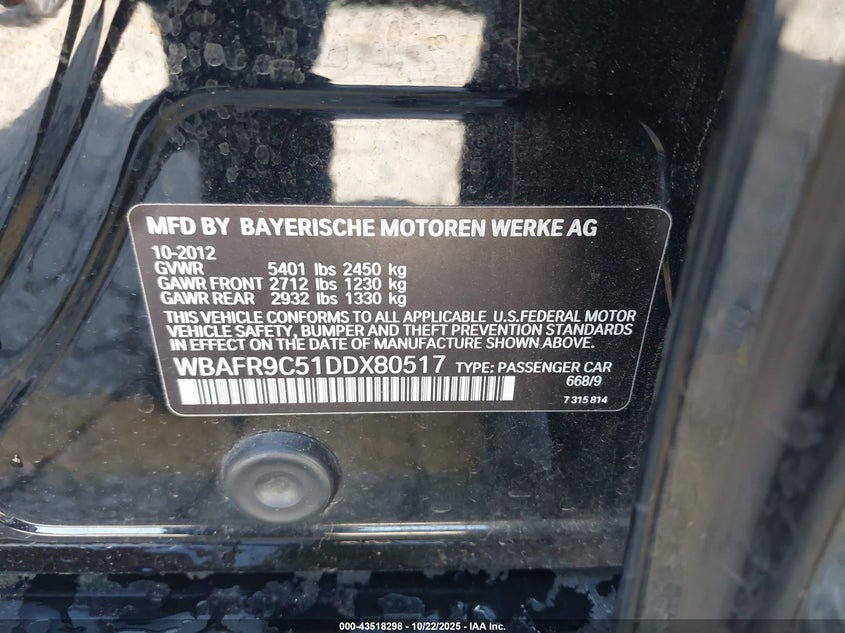 MFD BY BAYERISCHE MOTOREN WERKE AG
10-2012
GVWR 5401 lbs 2450 kg
GAWR FRONT 2712 lbs 1230 kg
GAWR REAR 2932 lbs 1330 kg
THIS VEHICLE CONFORMS TO ALL APPLICABLE U.S.FEDERAL MOTOR
VEHICLE SAFETY, BUMPER AND THEFT PREVENTION STANDARDS
IN EFFECT ON THE DATE OF MANUFACTURE SHOWN ABOVE.
WBAFR9C51DDX80517 TYPE: PASSENGER CAR
668/9
7 315 814
000-43518298 - 10/22/2025 - IAA Inc.